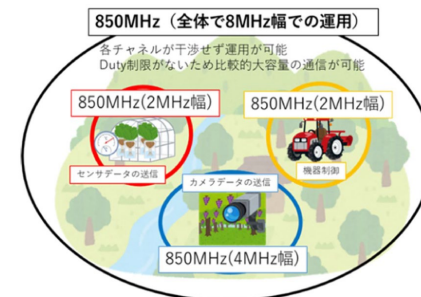 850MHz（全体で8MHz幅での運用）
各チャネルが干渉せず運用が可能
Duty制限がないため比較的大容量の通信が可能
850MHz(2MHz幅)
850MHz(2MHz幅)
センサデータの送信
カメラデータの送信
機器制御
850MHz(4MHz幅)